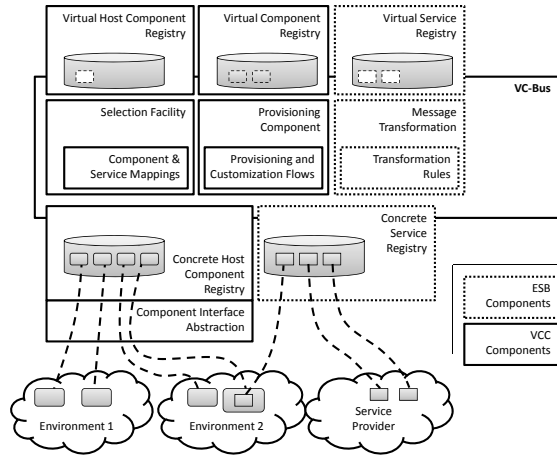 Virtual Host Component
Registry
Virtual Component
Registry
Virtual Service
Registry
VC-Bus
Selection Facility
Component &
Service Mappings
Provisioning
Component
Provisioning and
Customization Flows
Message
Transformation
Transformation
Rules
Concrete Host
Component
Registry
Concrete
Service
Registry
Component Interface
Abstraction
ESB
Components
VCC
Components
Environment 1
Environment 2
Service
Provider